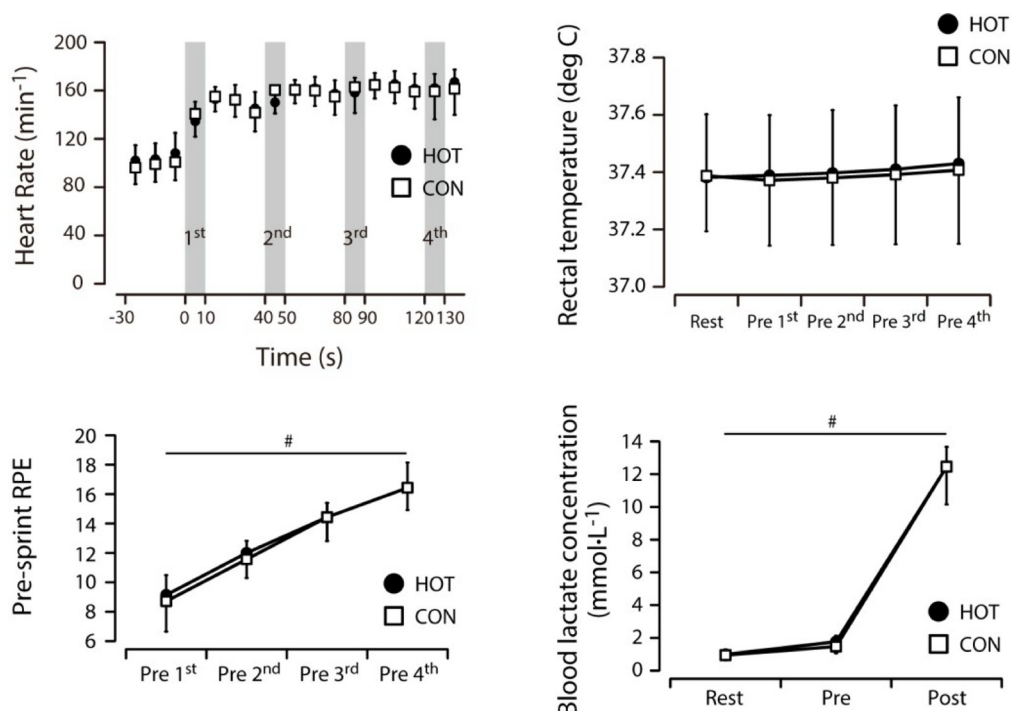 Heart Rate (min⁻¹)
200
160
120
80
40
0
HOT
CON
1st
2nd
3rd
4th
-30 0 10 40 50 80 90 120 130
Time (s)
Rectal temperature (deg C)
HOT
CON
37.8
37.6
37.4
37.2
37.0
Rest Pre 1st Pre 2nd Pre 3rd Pre 4th
Pre-sprint RPE
20
18
16
14
12
10
8
6
#
HOT
CON
Pre 1st Pre 2nd Pre 3rd Pre 4th
Blood lactate concentration
(mmol·L⁻¹)
14
12
10
8
6
4
2
0
#
HOT
CON
Rest Pre Post